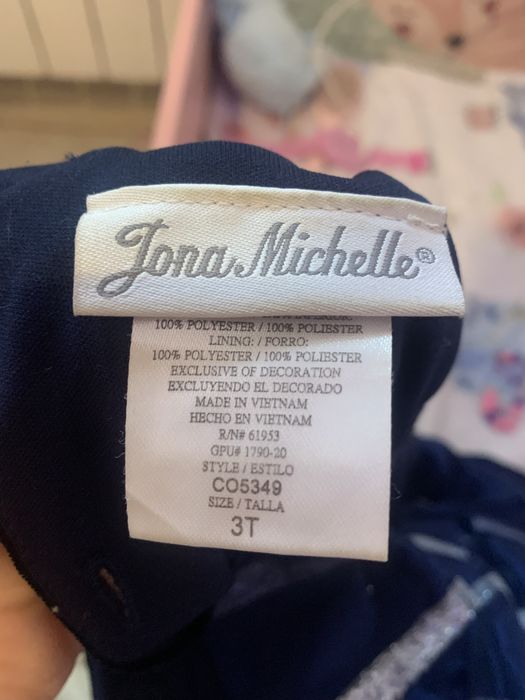 Jona Michelle®
100% POLYESTER / 100% POLIESTER
LINING: / FORRO:
100% POLYESTER / 100% POLIESTER
EXCLUSIVE OF DECORATION
EXCLUYENDO EL DECORADO
MADE IN VIETNAM
HECHO EN VIETNAM
R/N# 61953
GPU# 1790-20
STYLE / ESTILO
CO5349
SIZE / TALLA
3T